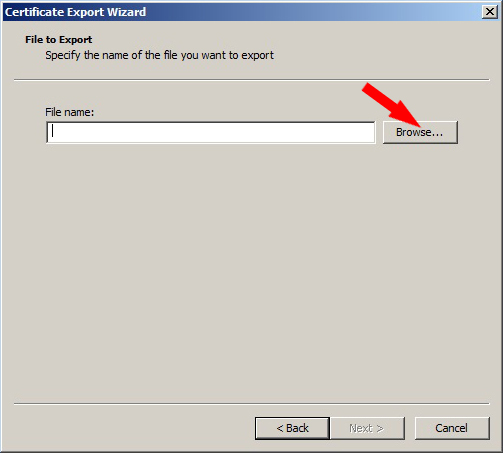 Certificate Export Wizard
File to Export
Specify the name of the file you want to export
File name:
Browse...
< Back
Next >
Cancel